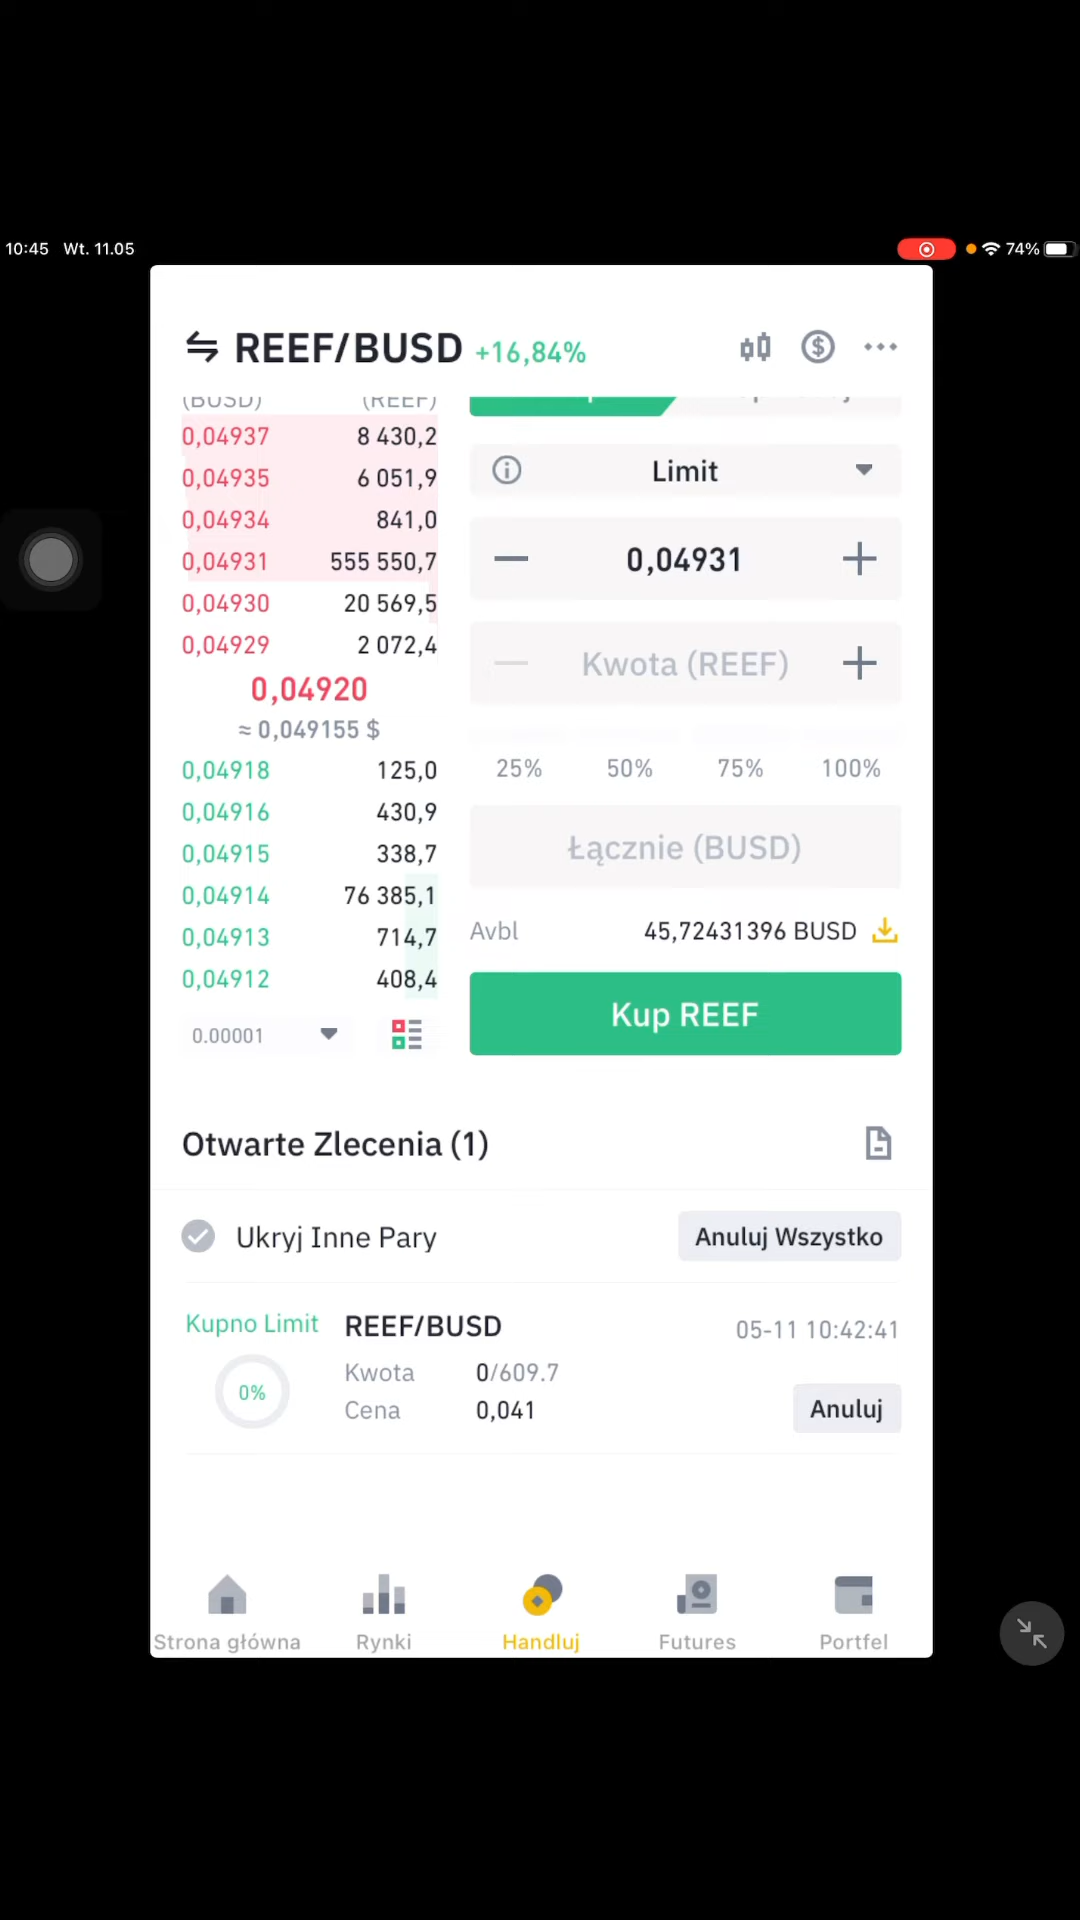 10:45 Wt. 11.05
74%
REEF/BUSD +16,84%
(BUSD) (REEF)
0,04937 8 430,2
0,04935 6 051,9
0,04934 841,0
0,04931 555 550,7
0,04930 20 569,5
0,04929 2 072,4
0,04920
≈ 0,049155 $
0,04918 125,0
0,04916 430,9
0,04915 338,7
0,04914 76 385,1
0,04913 714,7
0,04912 408,4
0.00001
Limit
0,04931
Kwota (REEF)
25% 50% 75% 100%
Łącznie (BUSD)
Avbl 45,72431396 BUSD
Kup REEF
Otwarte Zlecenia (1)
Ukryj Inne Pary Anuluj Wszystko
Kupno Limit REEF/BUSD 05-11 10:42:41
0%
Kwota 0/609.7
Cena 0,041
Anuluj
Strona główna Rynki Handluj Futures Portfel